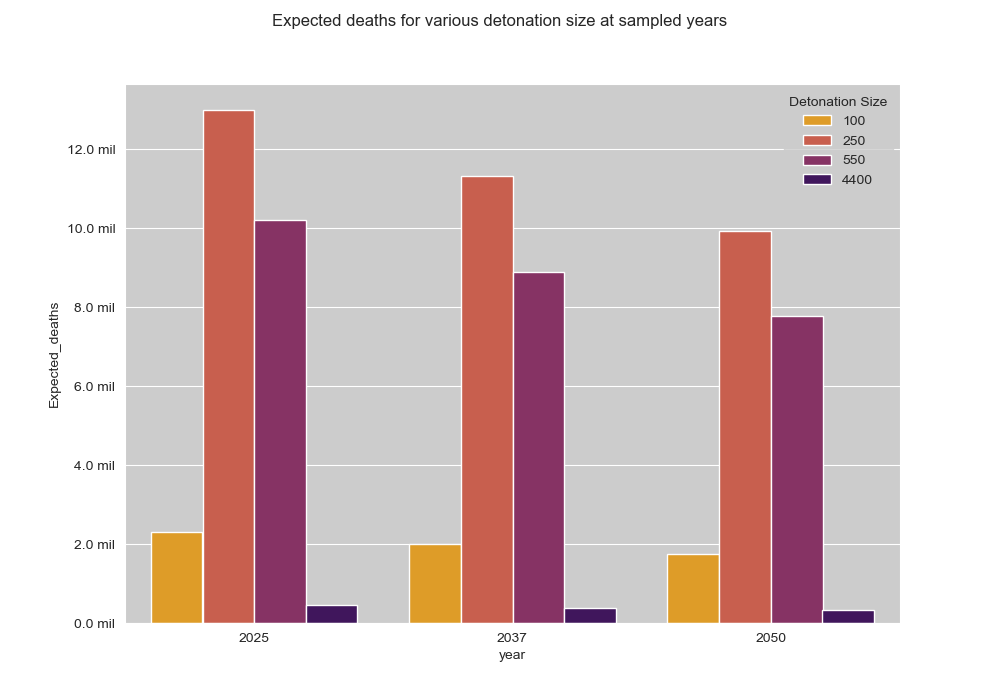 Expected deaths for various detonation size at sampled years
Detonation Size
100
250
550
4400
12.0 mil
10.0 mil
8.0 mil
6.0 mil
4.0 mil
2.0 mil
0.0 mil
Expected_deaths
2025
2037
2050
year